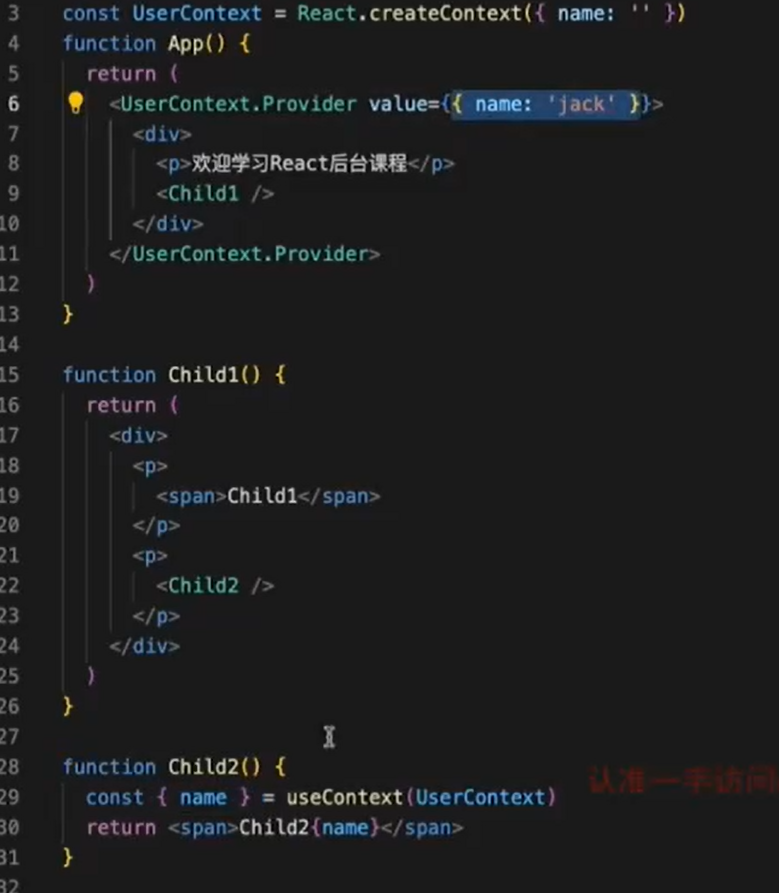 3 const UserContext = React.createContext({ name: '' })
4 function App() {
5 return (
6 <UserContext.Provider value={{ name: 'jack' }}>
7 <div>
8 <p>欢迎学习React后台课程</p>
9 <Child1 />
10 </div>
11 </UserContext.Provider>
12 )
13 }
14
15 function Child1() {
16 return (
17 <div>
18 <p>
19 <span>Child1</span>
20 </p>
21 <p>
22 <Child2 />
23 </p>
24 </div>
25 )
26 }
27
28 function Child2() {
认准一手访问
29 const { name } = useContext(UserContext)
30 return <span>Child2{name}</span>
31 }
32